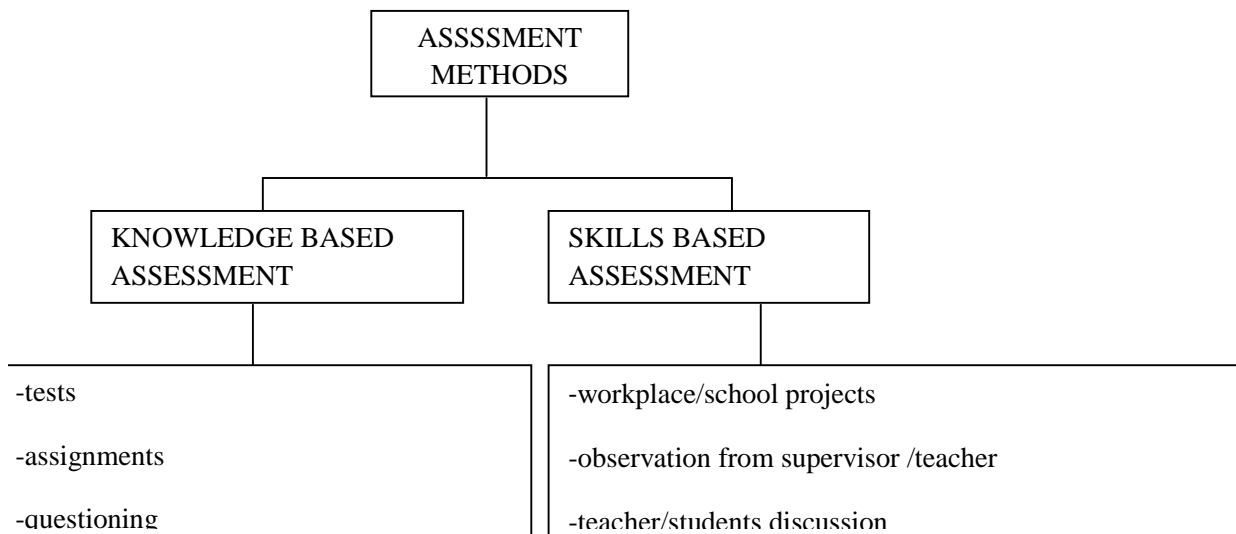 ASSSSMENT
METHODS
KNOWLEDGE BASED
ASSESSMENT
SKILLS BASED
ASSESSMENT
-tests
-assignments
-questioning
-workplace/school projects
-observation from supervisor /teacher
-teacher/students discussion